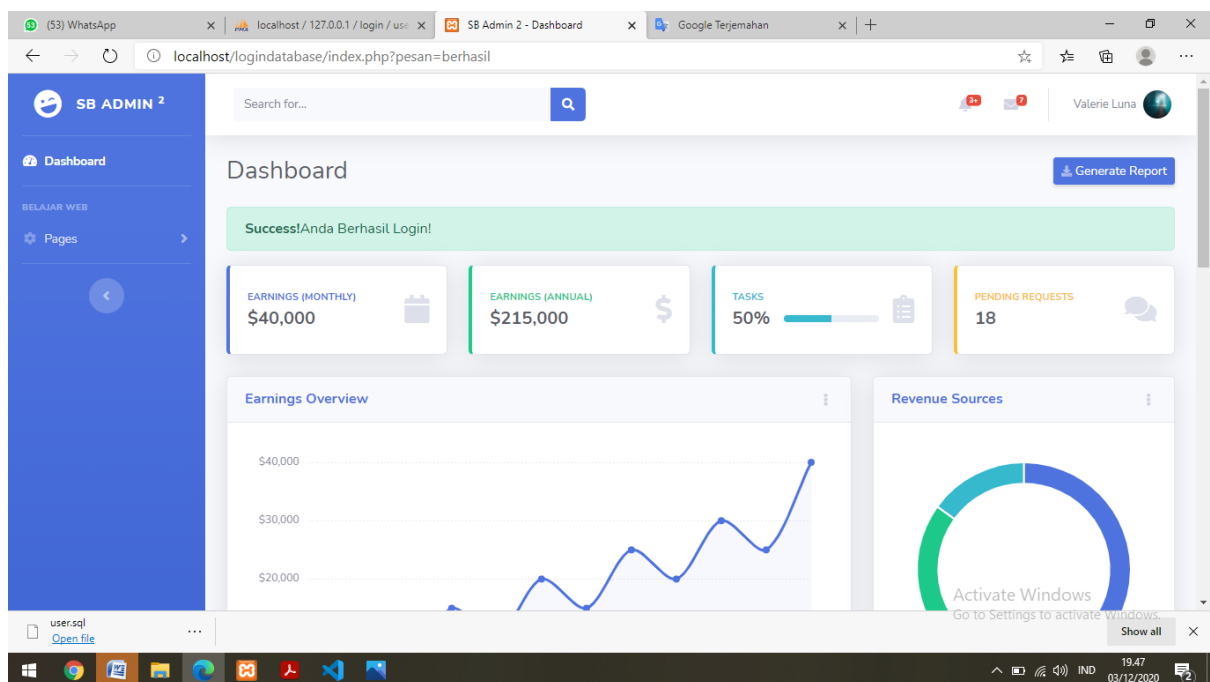 (53) WhatsApp
localhost / 127.0.0.1 / login / use
SB Admin 2 - Dashboard
Google Terjemahan
localhost/logindatabase/index.php?pesan=berhasil
SB ADMIN 2
Search for...
3+
7
Valerie Luna
Dashboard
Dashboard
Generate Report
BELAJAR WEB
Pages
Success!Anda Berhasil Login!
EARNINGS (MONTHLY)
$40,000
EARNINGS (ANNUAL)
$215,000
TASKS
50%
PENDING REQUESTS
18
Earnings Overview
Revenue Sources
$40,000
$30,000
$20,000
Activate Windows
Go to Settings to activate Windows.
user.sql
Open file
Show all
IND
19.47
03/12/2020
2